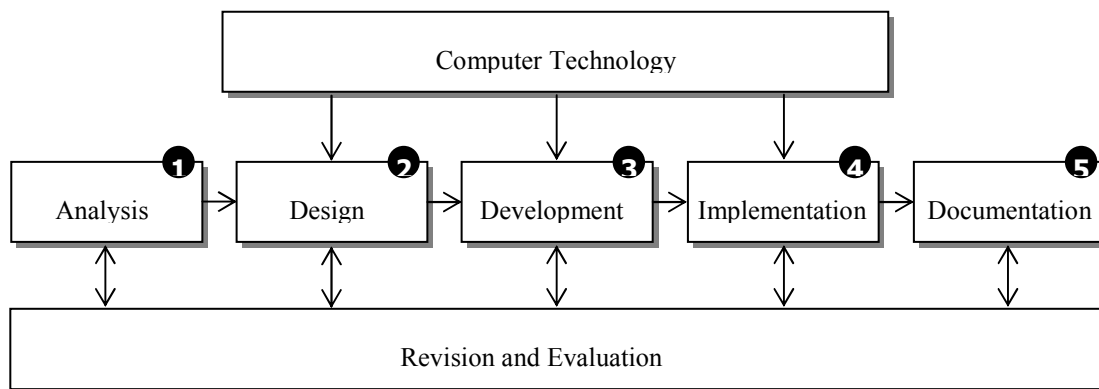 Computer Technology
1 2 3 4 5
Analysis Design Development Implementation Documentation
Revision and Evaluation